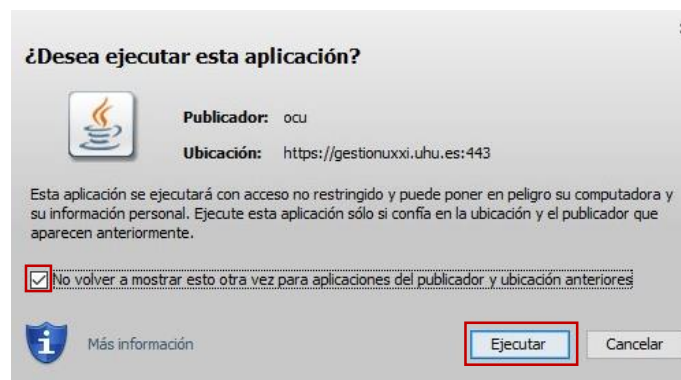 ¿Desea ejecutar esta aplicación?
Publicador: ocu
Ubicación: https://gestionuxxi.uhu.es:443
Esta aplicación se ejecutará con acceso no restringido y puede poner en peligro su computadora y
su información personal. Ejecute esta aplicación sólo si confía en la ubicación y el publicador que
aparecen anteriormente.
No volver a mostrar esto otra vez para aplicaciones del publicador y ubicación anteriores
Más información
Ejecutar
Cancelar